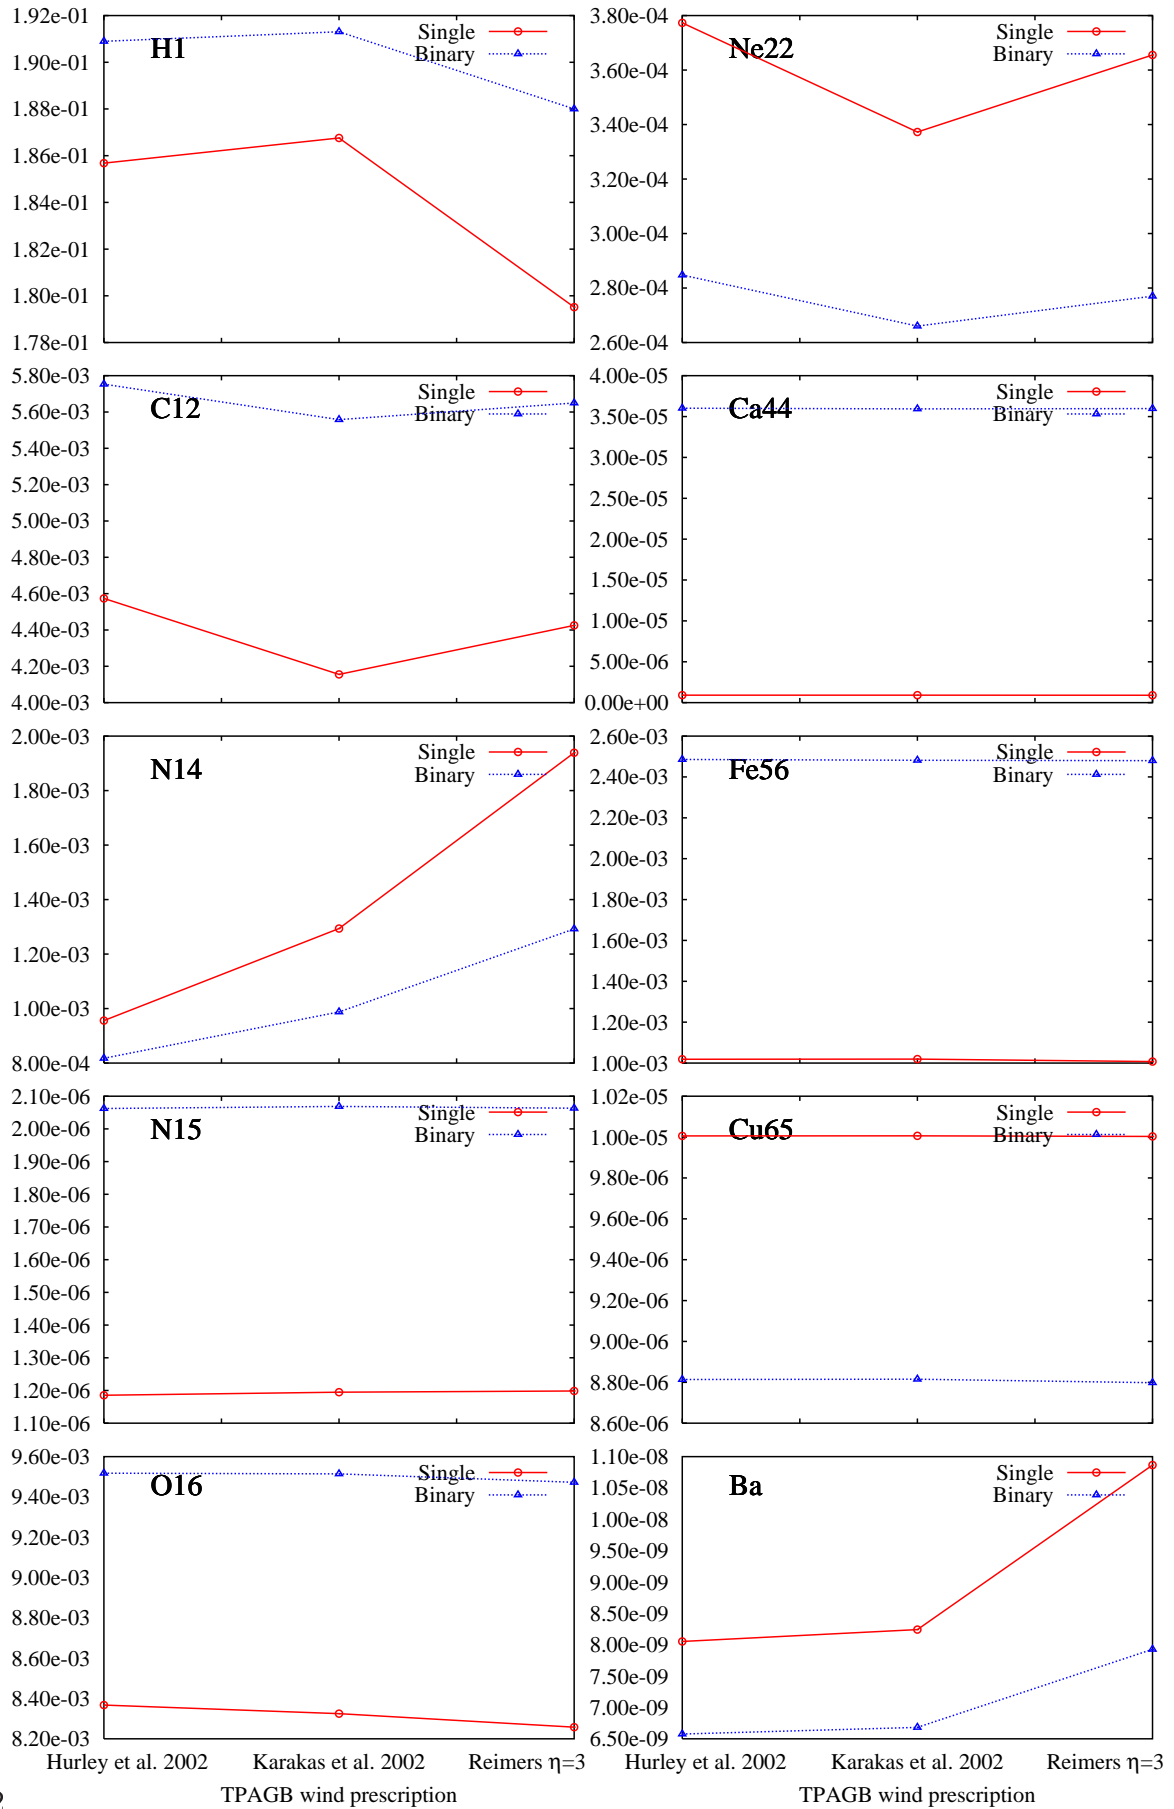 H1
Single
Binary
1.92e-01
1.90e-01
1.88e-01
1.86e-01
1.84e-01
1.82e-01
1.80e-01
1.78e-01
Ne22
Single
Binary
3.80e-04
3.60e-04
3.40e-04
3.20e-04
3.00e-04
2.80e-04
2.60e-04
C12
Single
Binary
5.80e-03
5.60e-03
5.40e-03
5.20e-03
5.00e-03
4.80e-03
4.60e-03
4.40e-03
4.20e-03
4.00e-03
Ca44
Single
Binary
4.00e-05
3.50e-05
3.00e-05
2.50e-05
2.00e-05
1.50e-05
1.00e-05
5.00e-06
0.00e+00
N14
Single
Binary
2.00e-03
1.80e-03
1.60e-03
1.40e-03
1.20e-03
1.00e-03
8.00e-04
Fe56
Single
Binary
2.60e-03
2.40e-03
2.20e-03
2.00e-03
1.80e-03
1.60e-03
1.40e-03
1.20e-03
1.00e-03
N15
Single
Binary
2.10e-06
2.00e-06
1.90e-06
1.80e-06
1.70e-06
1.60e-06
1.50e-06
1.40e-06
1.30e-06
1.20e-06
1.10e-06
Cu65
Single
Binary
1.02e-05
1.00e-05
9.80e-06
9.60e-06
9.40e-06
9.20e-06
9.00e-06
8.80e-06
8.60e-06
O16
Single
Binary
9.60e-03
9.40e-03
9.20e-03
9.00e-03
8.80e-03
8.60e-03
8.40e-03
8.20e-03
Hurley et al. 2002 Karakas et al. 2002 Reimers η=3
TPAGB wind prescription
Ba
Single
Binary
1.10e-08
1.05e-08
1.00e-08
9.50e-09
9.00e-09
8.50e-09
8.00e-09
7.50e-09
7.00e-09
6.50e-09
Hurley et al. 2002 Karakas et al. 2002 Reimers η=3
TPAGB wind prescription